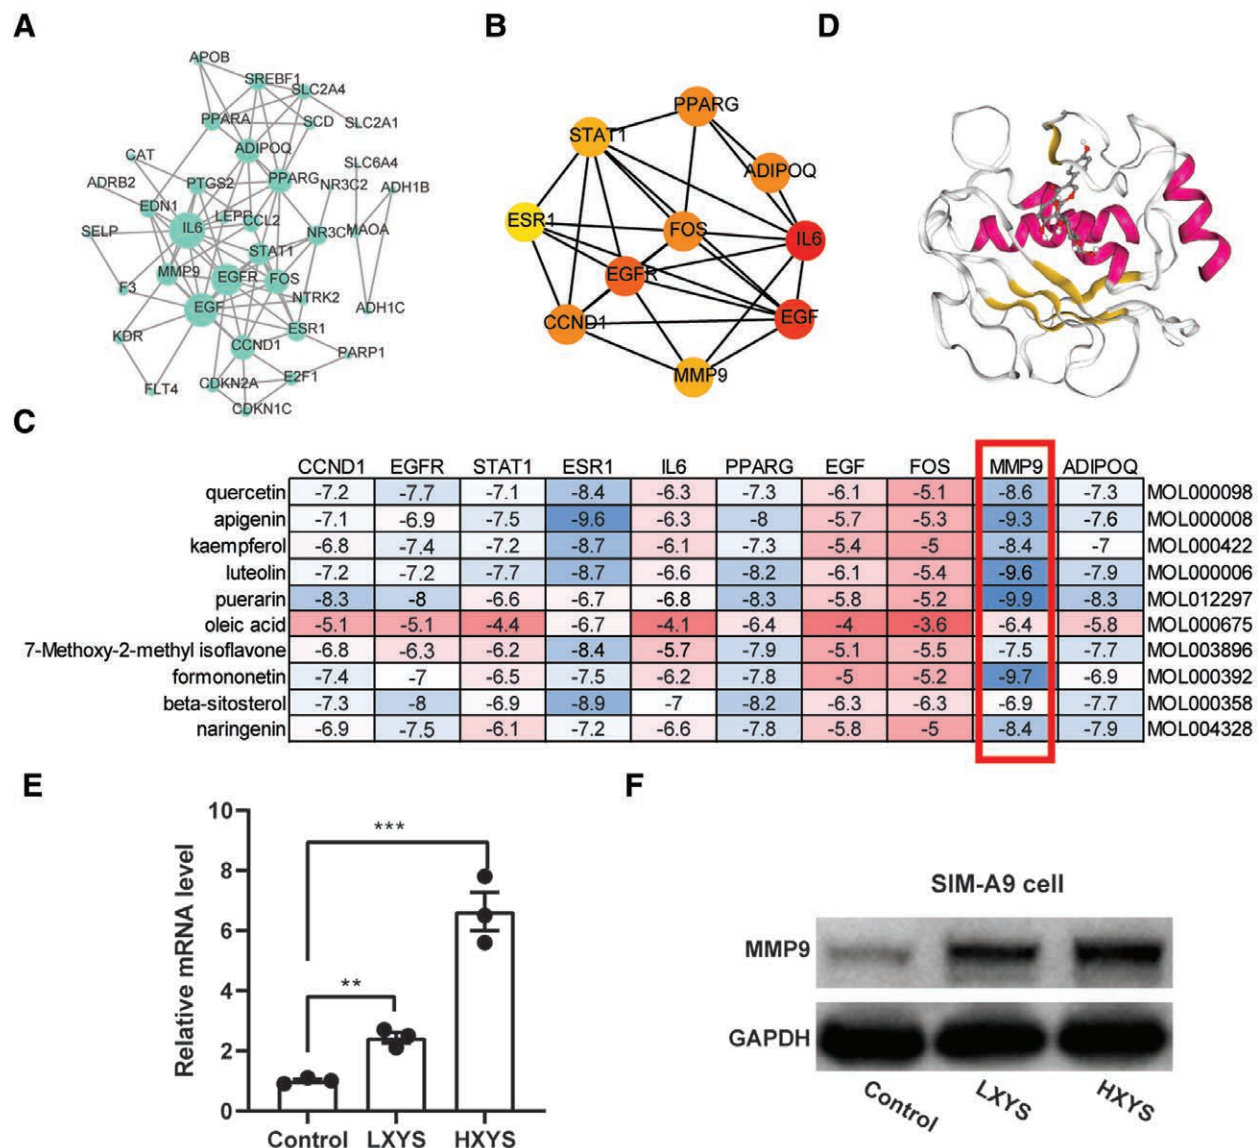 A
APOB
SREBF1
SLC2A4
PPARA
SCD
SLC2A1
ADIPOQ
CAT
SLC6A4
ADRB2
PTGS2
PPARG
NR3C2
ADH1B
EDN1
LEPR
CCL2
IL6
SELP
STAT1
NR3C1
MAOA
MMP9
EGFR
FOS
F3
EGF
NTRK2
ADH1C
KDR
ESR1
CCND1
PARP1
FLT4
CDKN2A
E2F1
CDKN1C
B
PPARG
STAT1
ADIPOQ
ESR1
FOS
IL6
EGFR
CCND1
EGF
MMP9
D
C
CCND1 EGFR STAT1 ESR1 IL6 PPARG EGF FOS MMP9 ADIPOQ
quercetin -7.2 -7.7 -7.1 -8.4 -6.3 -7.3 -6.1 -5.1 -8.6 -7.3 MOL000098
apigenin -7.1 -6.9 -7.5 -9.6 -6.3 -8 -5.7 -5.3 -9.3 -7.6 MOL000008
kaempferol -6.8 -7.4 -7.2 -8.7 -6.1 -7.3 -5.4 -5 -8.4 -7 MOL000422
luteolin -7.2 -7.2 -7.7 -8.7 -6.6 -8.2 -6.1 -5.4 -9.6 -7.9 MOL000006
puerarin -8.3 -8 -6.6 -6.7 -6.8 -8.3 -5.8 -5.2 -9.9 -8.3 MOL012297
oleic acid -5.1 -5.1 -4.4 -6.7 -4.1 -6.4 -4 -3.6 -6.4 -5.8 MOL000675
7-Methoxy-2-methyl isoflavone -6.8 -6.3 -6.2 -8.4 -5.7 -7.9 -5.1 -5.5 -7.5 -7.7 MOL003896
formononetin -7.4 -7 -6.5 -7.5 -6.2 -7.8 -5 -5.2 -9.7 -6.9 MOL000392
beta-sitosterol -7.3 -8 -6.9 -8.9 -7 -8.2 -6.3 -6.3 -6.9 -7.7 MOL000358
naringenin -6.9 -7.5 -6.1 -7.2 -6.6 -7.8 -5.8 -5 -8.4 -7.9 MOL004328
E
Relative mRNA level
10
8
6
4
2
0
***
**
Control LXYS HXYS
F
SIM-A9 cell
MMP9
GAPDH
Control LXYS HXYS